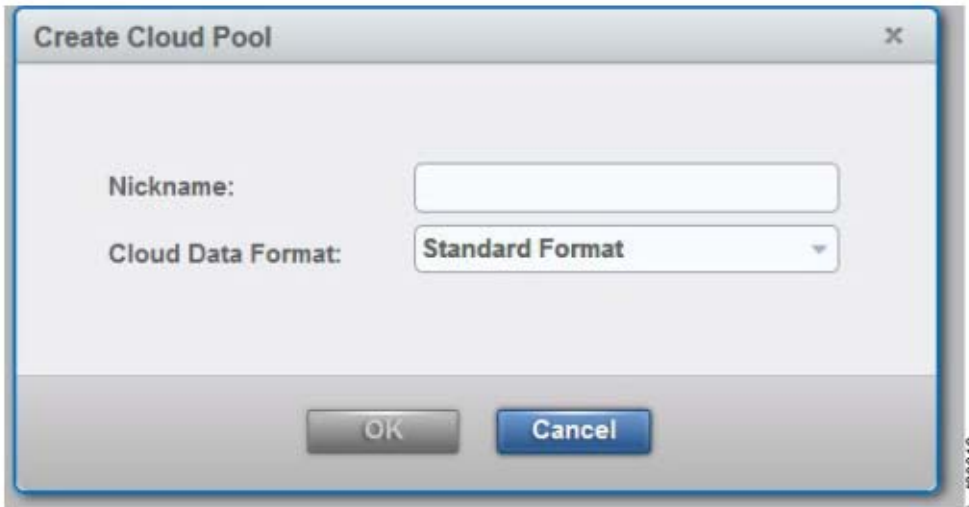 Create Cloud Pool
Nickname:
Cloud Data Format:
Standard Format
OK
Cancel